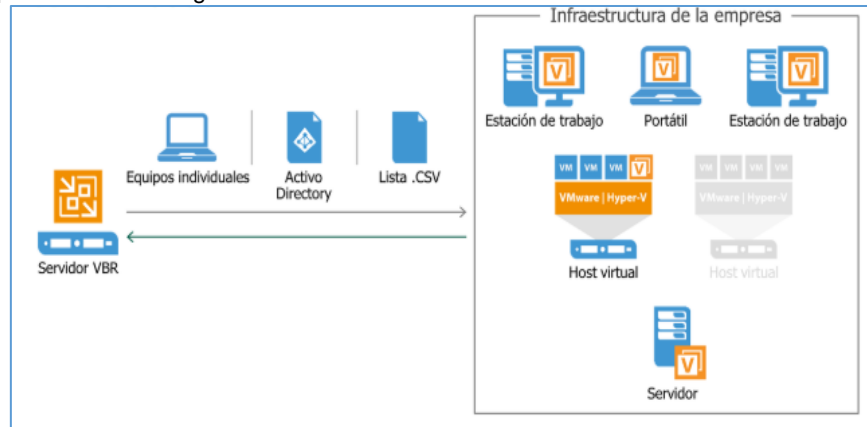 Infraestructura de la empresa
Estación de trabajo
Portátil
Estación de trabajo
Equipos individuales
Activo
Directory
Lista .CSV
VM VM VM
VMware | Hyper-V
Host virtual
VM VM VM VM
VMware | Hyper-V
Host virtual
Servidor VBR
Servidor